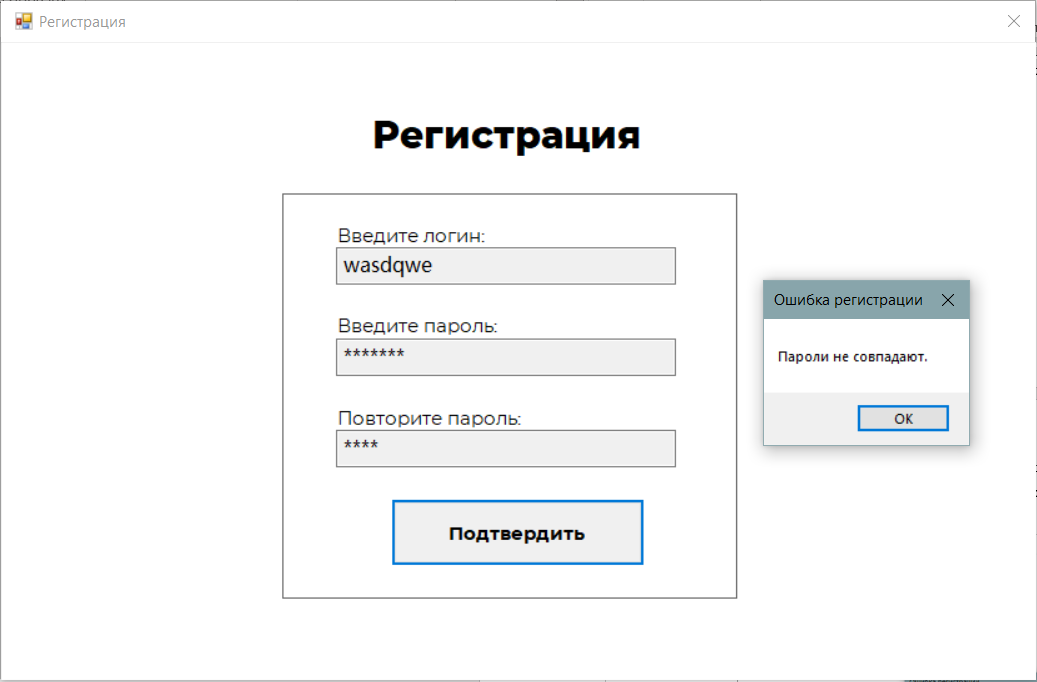 Регистрация
Регистрация
Введите логин:
wasdqwe
Введите пароль:
*******
Повторите пароль:
****
Подтвердить
Ошибка регистрации
Пароли не совпадают.
OK